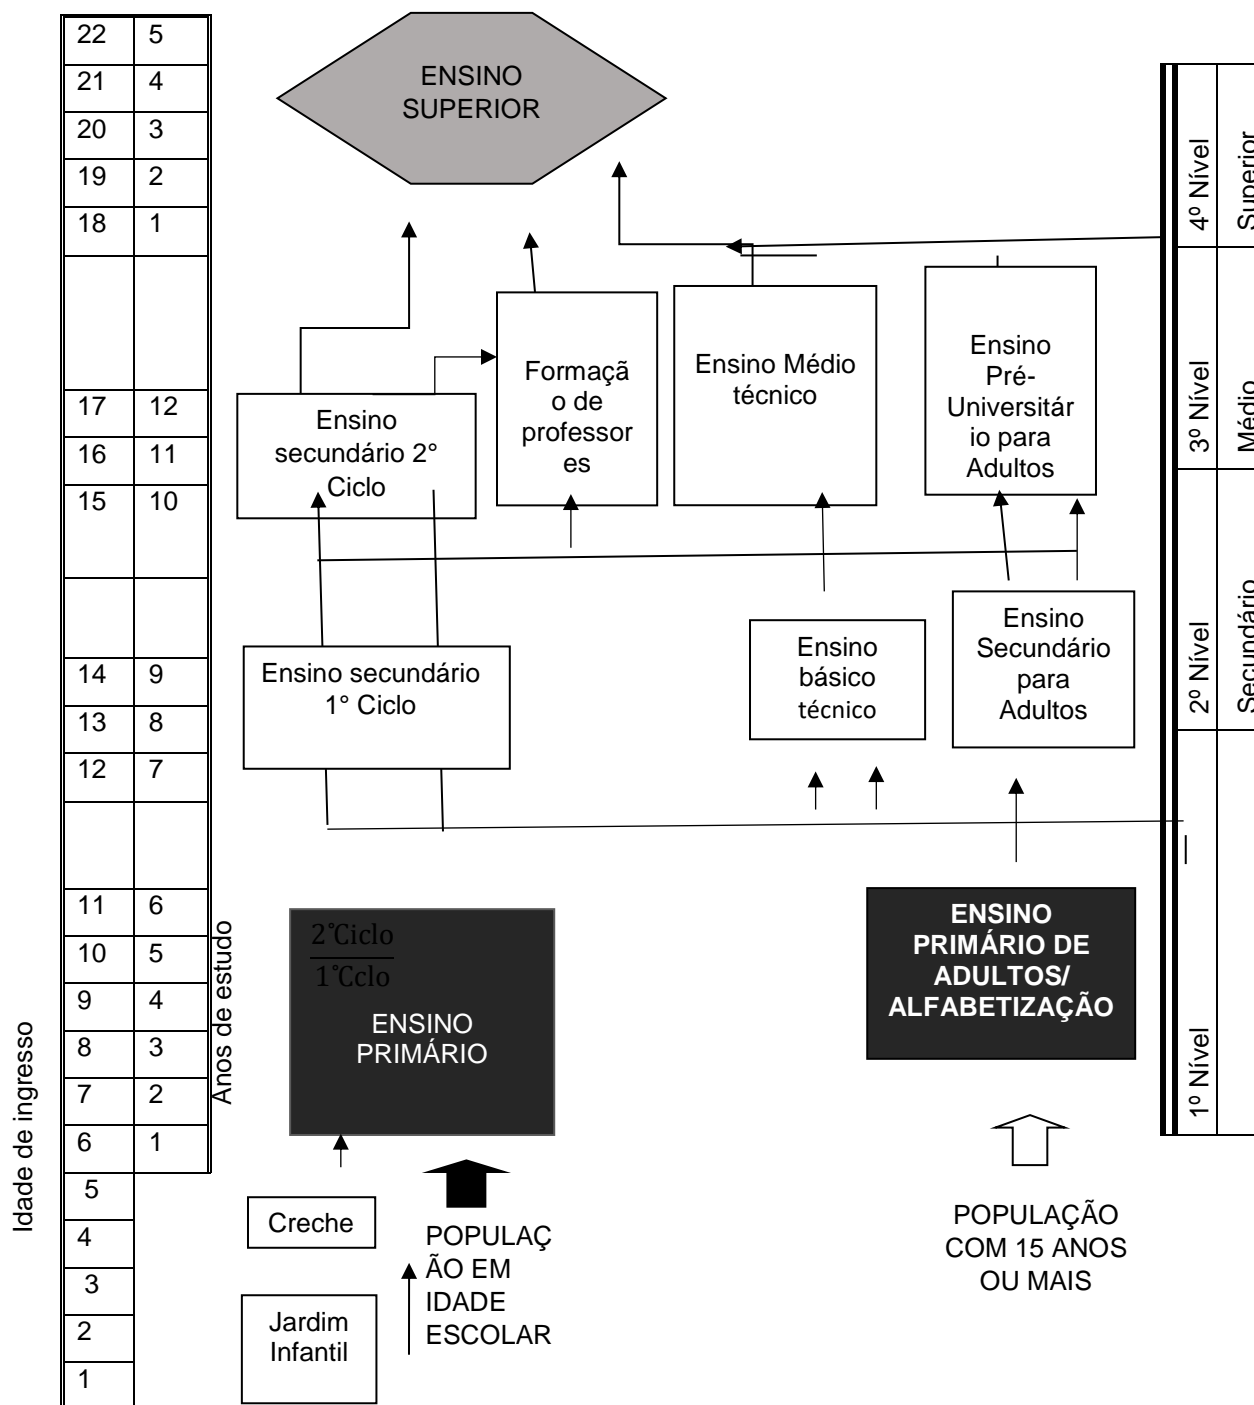 22 5
21 4
20 3
19 2
18 1
17 12
16 11
15 10
14 9
13 8
12 7
11 6
10 5
9 4
8 3
7 2
6 1
5
4
3
2
1
Idade de ingresso
Anos de estudo
ENSINO
SUPERIOR
Formaçã
o de
professor
es
Ensino Médio
técnico
Ensino
Pré-
Universitár
io para
Adultos
Ensino
secundário 2°
Ciclo
Ensino secundário
1° Ciclo
Ensino
básico
técnico
Ensino
Secundário
para
Adultos
2°Ciclo
1°Cclo
ENSINO
PRIMÁRIO
ENSINO
PRIMÁRIO DE
ADULTOS/
ALFABETIZAÇÃO
Creche
Jardim
Infantil
POPULAÇ
ÃO EM
IDADE
ESCOLAR
POPULAÇÃO
COM 15 ANOS
OU MAIS
4º Nível
Superior
3º Nível
Médio
2º Nível
Secundário
1º Nível